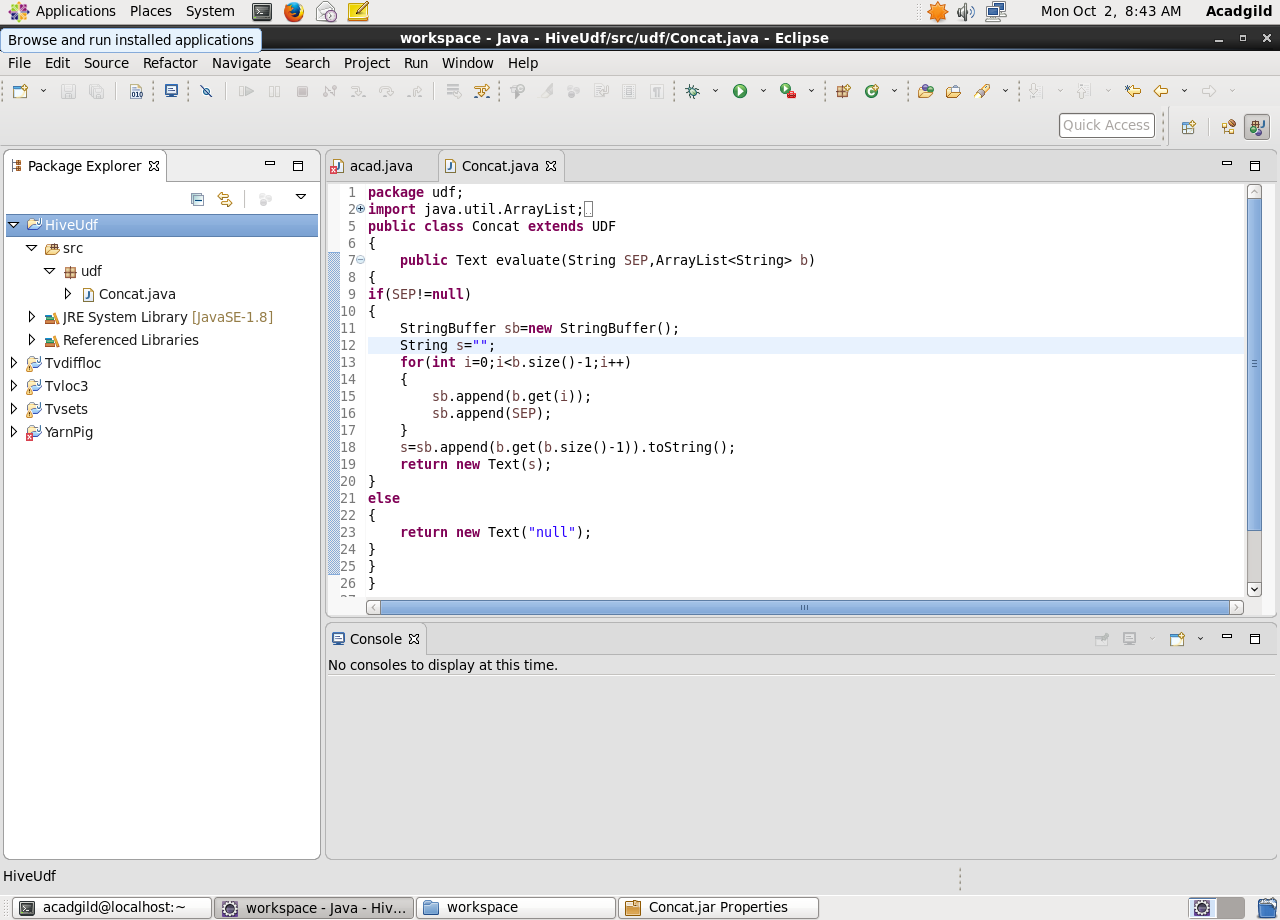 Applications Places System Mon Oct 2, 8:43 AM Acadgild
Browse and run installed applications
workspace - Java - HiveUdf/src/udf/Concat.java - Eclipse
File Edit Source Refactor Navigate Search Project Run Window Help
Quick Access
Package Explorer
HiveUdf
src
udf
Concat.java
JRE System Library [JavaSE-1.8]
Referenced Libraries
Tvdiffloc
Tvloc3
Tvsets
YarnPig
acad.java Concat.java
1 package udf;
2 import java.util.ArrayList;
5 public class Concat extends UDF
6 {
7 public Text evaluate(String SEP,ArrayList<String> b)
8 {
9 if(SEP!=null)
10 {
11 StringBuffer sb=new StringBuffer();
12 String s="";
13 for(int i=0;i<b.size()-1;i++)
14 {
15 sb.append(b.get(i));
16 sb.append(SEP);
17 }
18 s=sb.append(b.get(b.size()-1)).toString();
19 return new Text(s);
20 }
21 else
22 {
23 return new Text("null");
24 }
25 }
26 }
Console
No consoles to display at this time.
HiveUdf
acadgild@localhost:~ workspace - Java - Hiv... workspace Concat.jar Properties